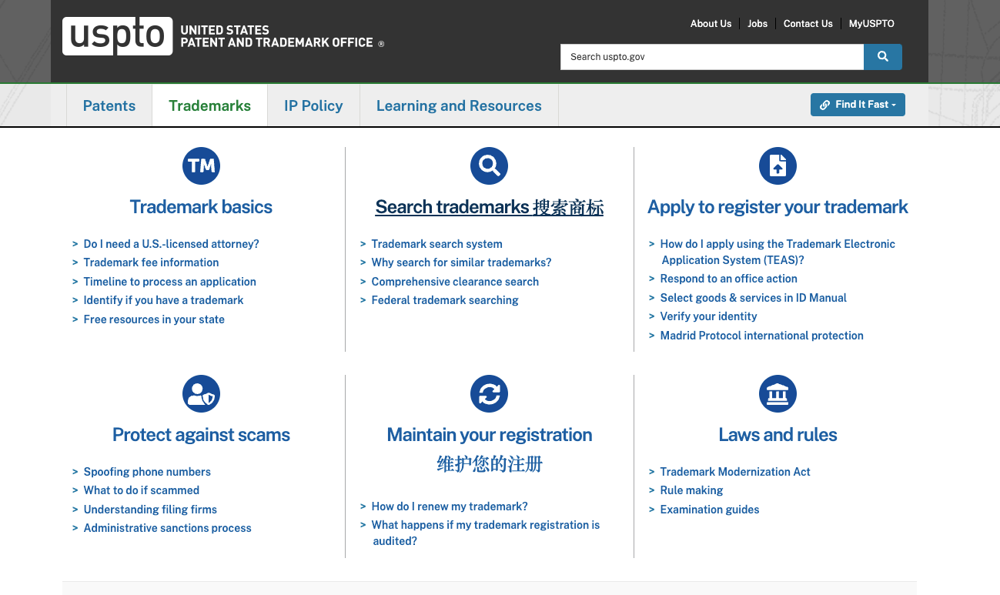 uspto
UNITED STATES
PATENT AND TRADEMARK OFFICE ®
About Us
Jobs
Contact Us
MyUSPTO
Search uspto.gov
Patents
Trademarks
IP Policy
Learning and Resources
Find It Fast
TM
Trademark basics
> Do I need a U.S.-licensed attorney?
> Trademark fee information
> Timeline to process an application
> Identify if you have a trademark
> Free resources in your state
Search trademarks 搜索商标
> Trademark search system
> Why search for similar trademarks?
> Comprehensive clearance search
> Federal trademark searching
Apply to register your trademark
> How do I apply using the Trademark Electronic
Application System (TEAS)?
> Respond to an office action
> Select goods & services in ID Manual
> Verify your identity
> Madrid Protocol international protection
Protect against scams
> Spoofing phone numbers
> What to do if scammed
> Understanding filing firms
> Administrative sanctions process
Maintain your registration
维护您的注册
> How do I renew my trademark?
> What happens if my trademark registration is
audited?
Laws and rules
> Trademark Modernization Act
> Rule making
> Examination guides